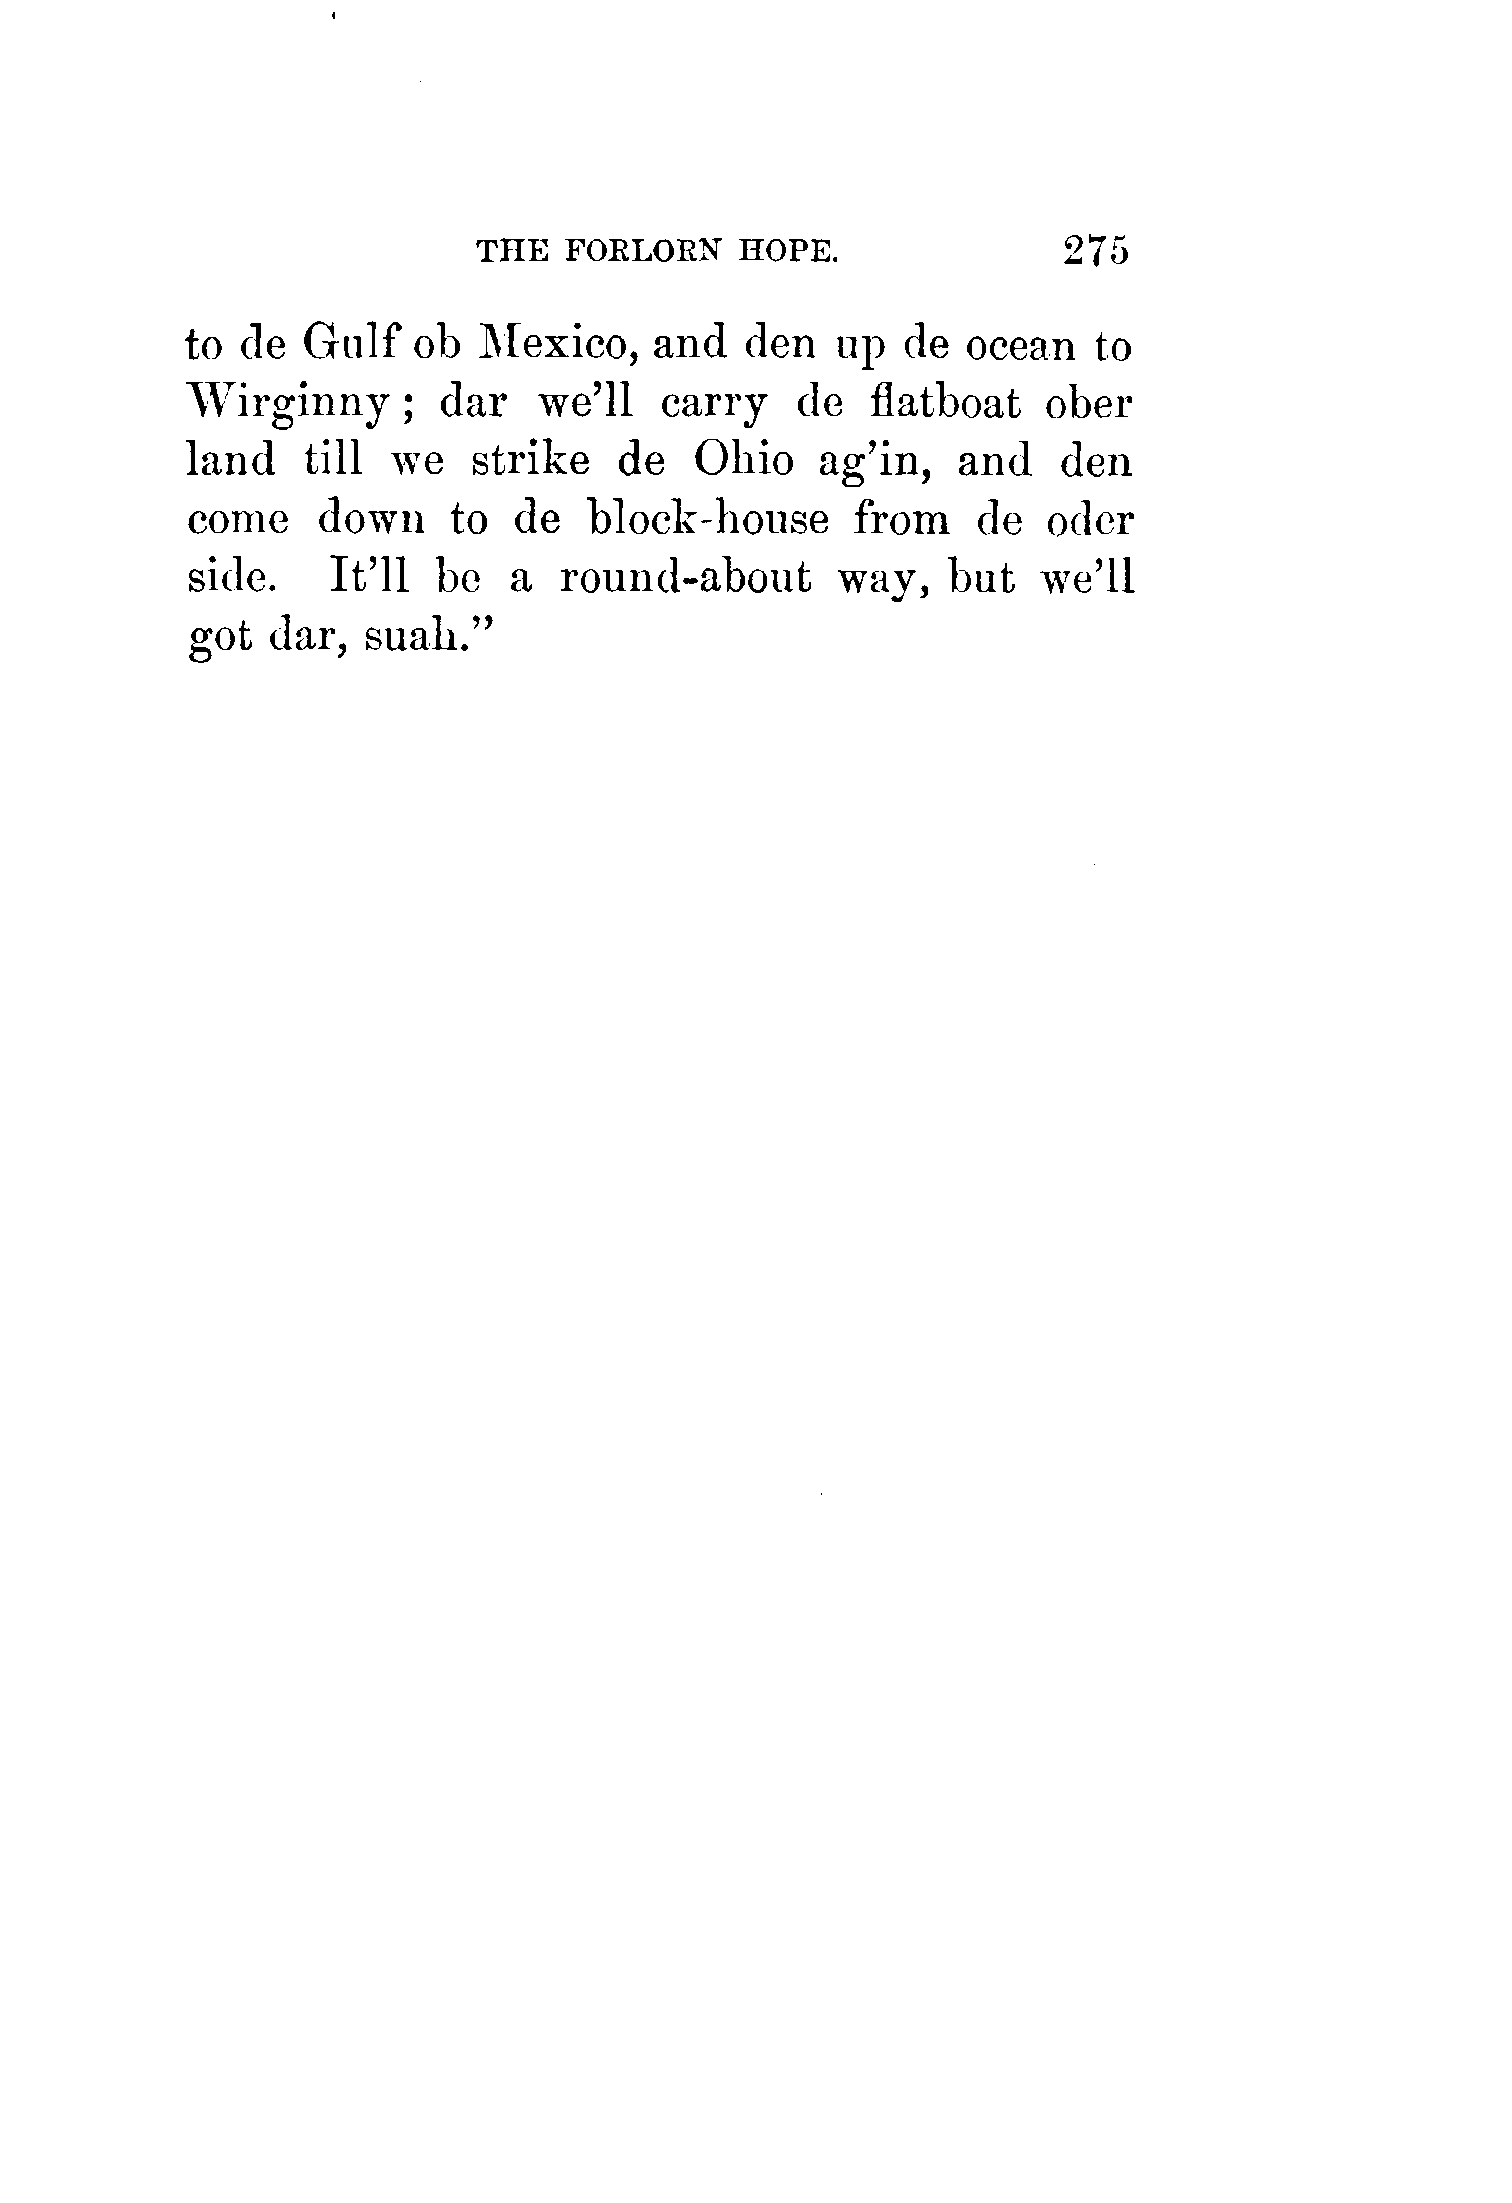 THE FORLORN HOPE. 275
to de Gulf ob Mexico, and den up de ocean to
Wirginny ; dar we'll carry de flatboat ober
land till we strike de Ohio ag'in, and den
come down to de block-house from de oder
side. It'll be a round-about way, but we'll
got dar, suah."